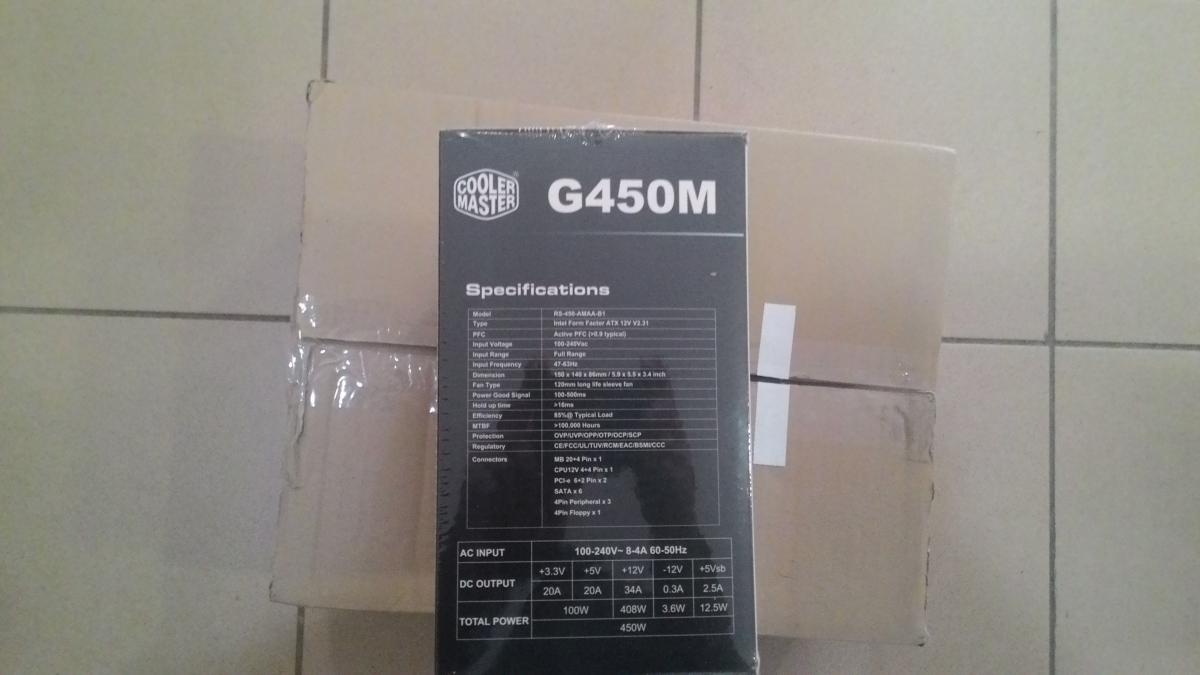 COOLER MASTER®
G450M
Specifications
Model RS-450-AMAA-B1
Type Intel Form Factor ATX 12V V2.31
PFC Active PFC (>0.9 typical)
Input Voltage 100-240Vac
Input Range Full Range
Input Frequency 47-63Hz
Dimension 150 x 140 x 86mm / 5.9 x 5.5 x 3.4 inch
Fan Type 120mm long life sleeve fan
Power Good Signal 100-500ms
Hold up time >16ms
Efficiency 85%@ Typical Load
MTBF >100,000 Hours
Protection OVP/UVP/OPP/OTP/OCP/SCP
Regulatory CE/FCC/UL/TUV/RCM/EAC/BSMI/CCC
Connectors MB 20+4 Pin x 1
CPU12V 4+4 Pin x 1
PCI-e 6+2 Pin x 2
SATA x 6
4Pin Peripheral x 3
4Pin Floppy x 1
AC INPUT 100-240V~ 8-4A 60-50Hz
DC OUTPUT +3.3V +5V +12V -12V +5Vsb
20A 20A 34A 0.3A 2.5A
TOTAL POWER 100W 408W 3.6W 12.5W
450W